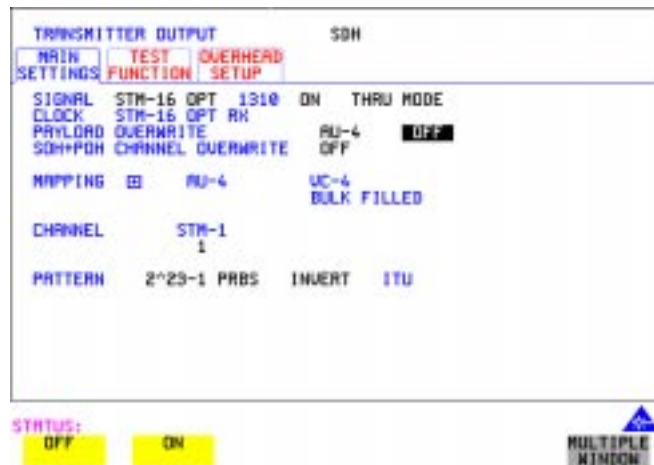 TRANSMITTER OUTPUT SDH
MAIN SETTINGS TEST FUNCTION OVERHEAD SETUP
SIGNAL STM-16 OPT 1310 ON THRU MODE
CLOCK STM-16 OPT RX
PAYLOAD OVERWRITE AU-4 OFF
SOH+POH CHANNEL OVERWRITE OFF
MAPPING + AU-4 VC-4
BULK FILLED
CHANNEL STM-1
1
PATTERN 2^23-1 PRBS INVERT ITU
STATUS:
OFF ON MULTIPLE WINDOW